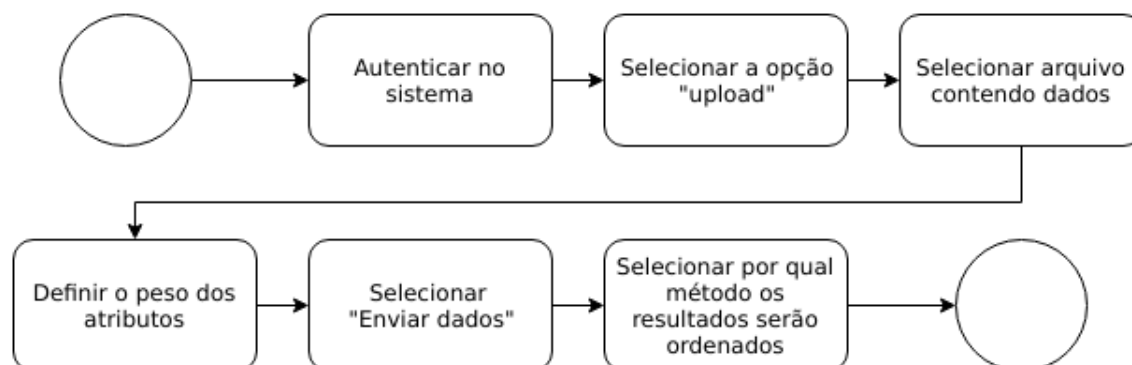 Autenticar no
sistema
Selecionar a opção
"upload"
Selecionar arquivo
contendo dados
Definir o peso dos
atributos
Selecionar
"Enviar dados"
Selecionar por qual
método os
resultados serão
ordenados